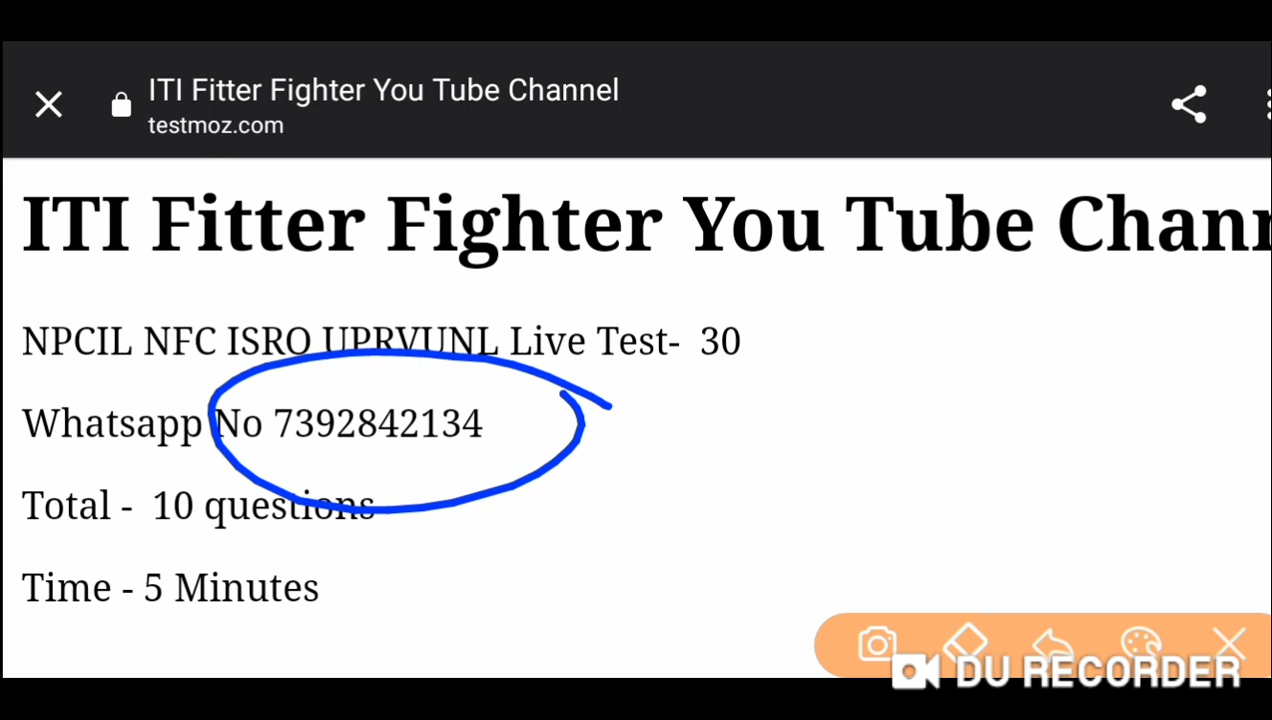 ITI Fitter Fighter You Tube Channel
testmoz.com
ITI Fitter Fighter You Tube
NPCIL NFC ISRO UPRVUNL Live Test- 30
Whatsapp No 7392842134
Total - 10 questions
Time - 5 Minutes
DU RECORDER